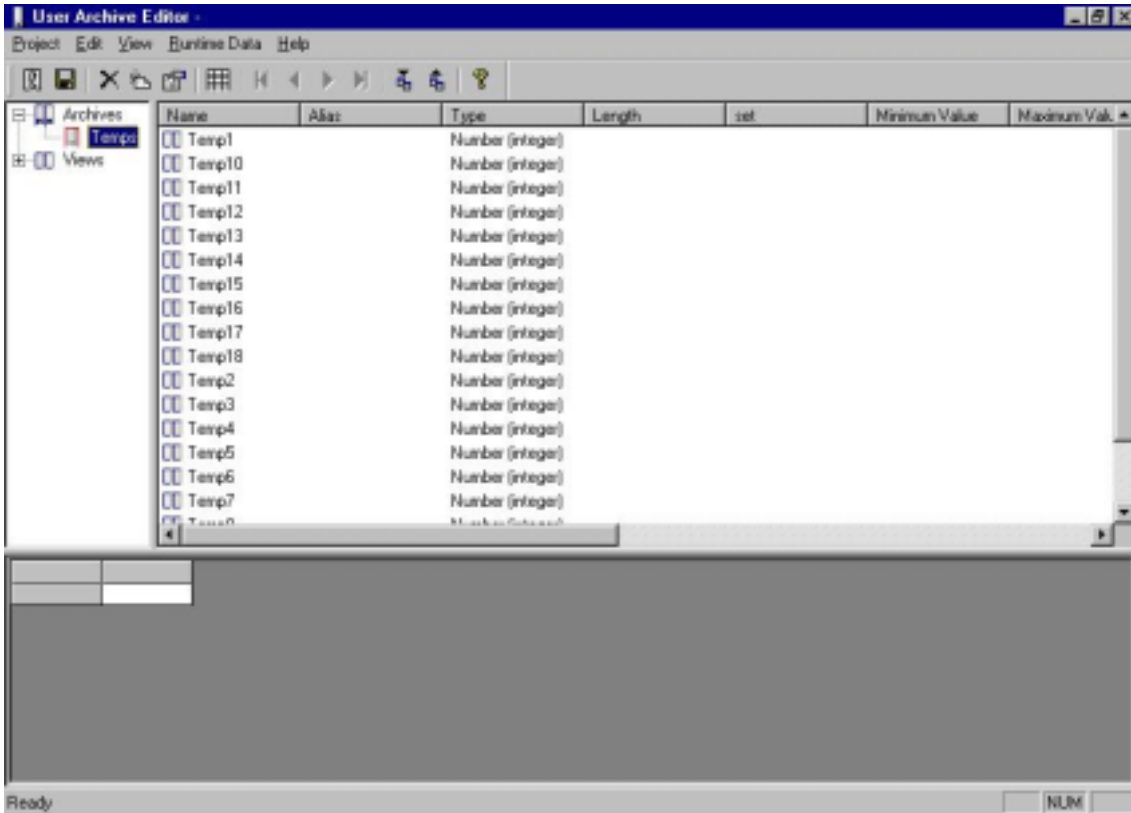 User Archive Editor -
Project Edit View Runtime Data Help
Archives
Temps
Views
Name Alias Type Length set Minimum Value Maximum Val.
Temp1 Number (integer)
Temp10 Number (integer)
Temp11 Number (integer)
Temp12 Number (integer)
Temp13 Number (integer)
Temp14 Number (integer)
Temp15 Number (integer)
Temp16 Number (integer)
Temp17 Number (integer)
Temp18 Number (integer)
Temp2 Number (integer)
Temp3 Number (integer)
Temp4 Number (integer)
Temp5 Number (integer)
Temp6 Number (integer)
Temp7 Number (integer)
Ready NUM